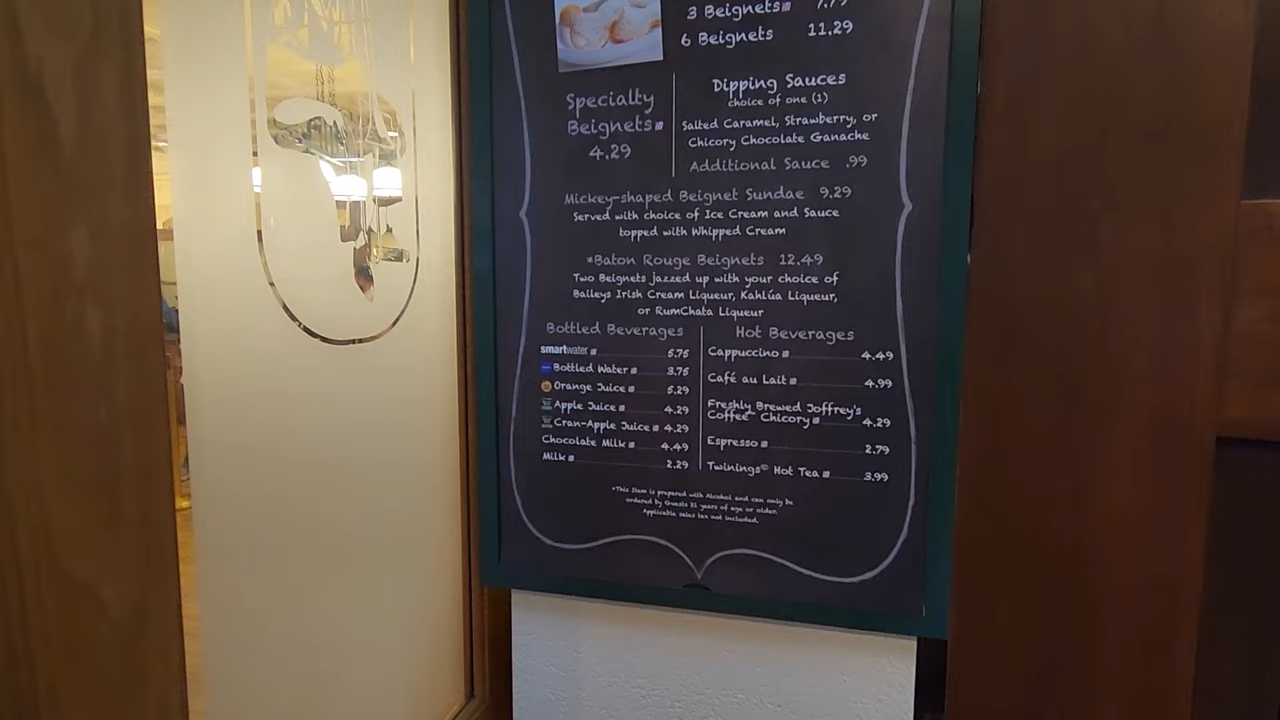 3 Beignets
6 Beignets 11.29
Specialty
Beignets
4.29
Dipping Sauces
choice of one (1)
Salted Caramel, Strawberry, or
Chicory Chocolate Ganache
Additional Sauce .99
Mickey-shaped Beignet Sundae 9.29
Served with choice of Ice Cream and Sauce
topped with Whipped Cream
*Baton Rouge Beignets 12.49
Two Beignets jazzed up with your choice of
Baileys Irish Cream Liqueur, Kahlúa Liqueur,
or RumChata Liqueur
Bottled Beverages
smartwater 5.75
Bottled Water 3.75
Orange Juice 5.29
Apple Juice 4.29
Cran-Apple Juice 4.29
Chocolate Milk 4.49
Milk 2.29
Hot Beverages
Cappuccino 4.49
Café au Lait 4.99
Freshly Brewed Joffrey's
Coffee Chicory 4.29
Espresso 2.79
Twinings® Hot Tea 3.99
*This Item is prepared with Alcohol and can only be
ordered by Guests 21 years of age or older.
Applicable sales tax not included.